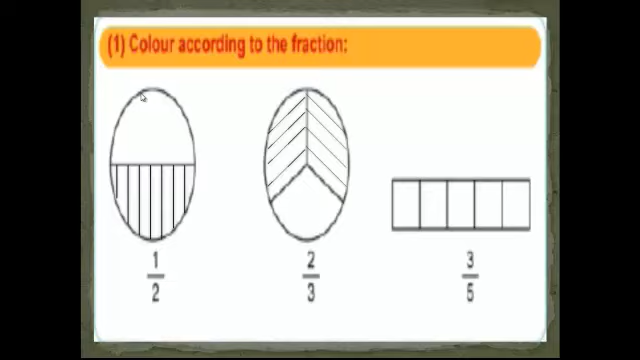 (1) Colour according to the fraction:
1/2 2/3 3/5